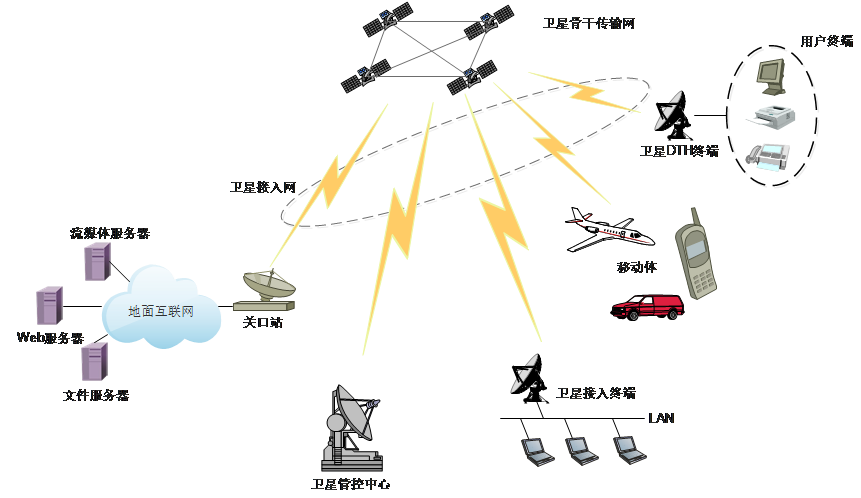 卫星骨干传输网
用户终端
卫星DTH终端
卫星接入网
流媒体服务器
移动体
地面互联网
关口站
Web服务器
文件服务器
卫星接入终端
LAN
卫星管控中心